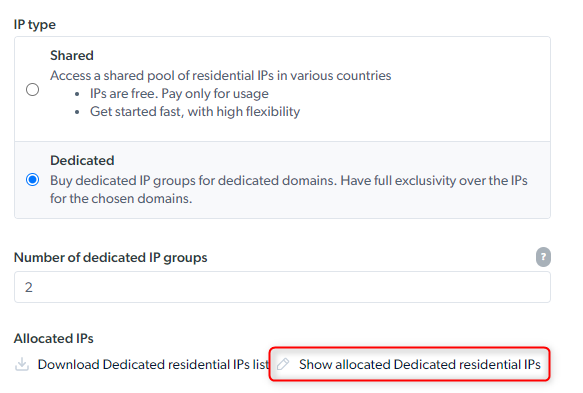 IP type
Shared
Access a shared pool of residential IPs in various countries
• IPs are free. Pay only for usage
• Get started fast, with high flexibility
Dedicated
Buy dedicated IP groups for dedicated domains. Have full exclusivity over the IPs
for the chosen domains.
Number of dedicated IP groups
?
2
Allocated IPs
Download Dedicated residential IPs list
Show allocated Dedicated residential IPs